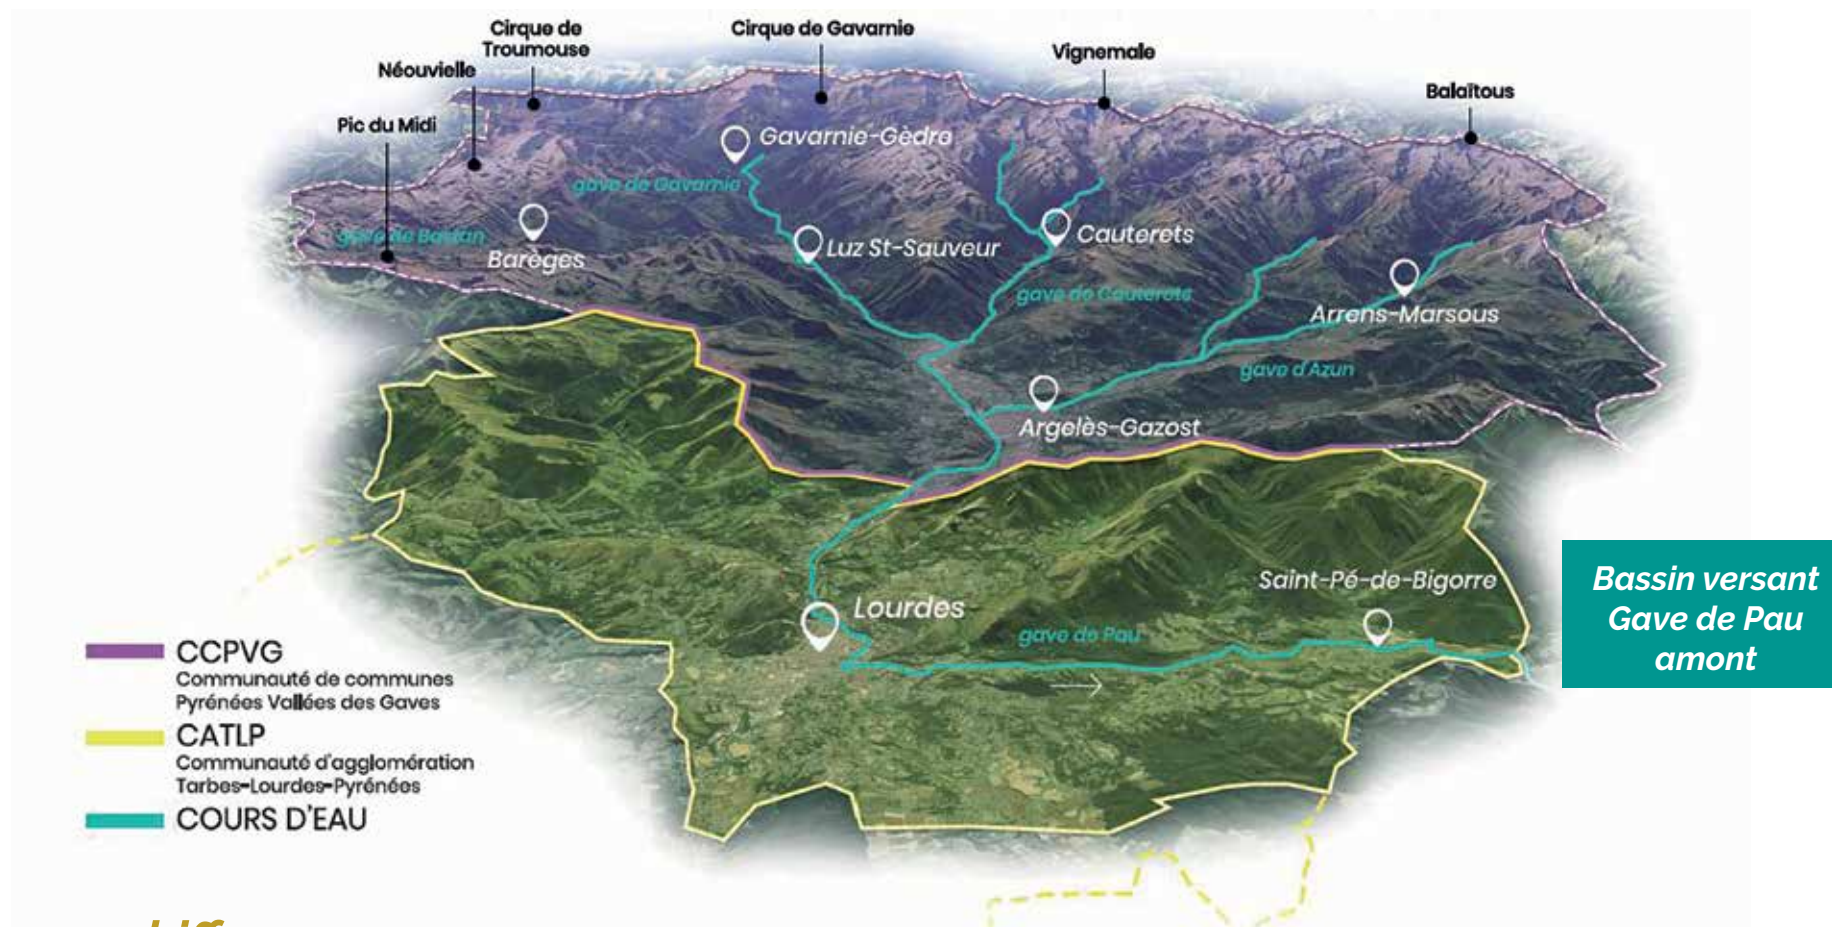 Cirque de
Troumouse
Cirque de Gavarnie
Vignemale
Néouvielle
Balaïtous
Pic du Midi
Gavarnie-Gèdre
gave de Gavarnie
gave de Bastan
Barèges
Luz St-Sauveur
Cauterets
gave de Cauterets
Arrens-Marsous
gave d'Azun
Argelès-Gazost
Saint-Pé-de-Bigorre
Lourdes
gave de Pau
Bassin versant
Gave de Pau
amont
CCPVG
Communauté de communes
Pyrénées Vallées des Gaves
CATLP
Communauté d'agglomération
Tarbes-Lourdes-Pyrénées
COURS D'EAU